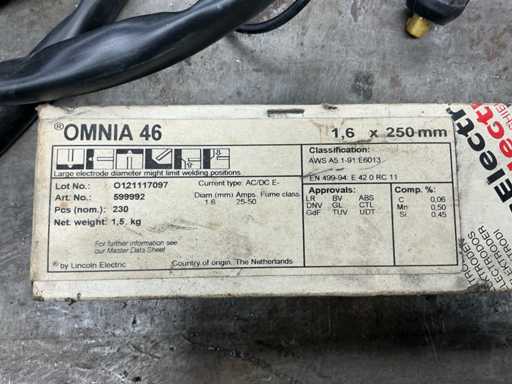 ®OMNIA 46
1,6 x 250mm
Large electrode diameter might limit welding positions.
Classification:
AWS A5.1-91:E6013
EN 499-94: E 42 0 RC 11
Lot No.: O121117097
Art. No.: 599992
Pcs (nom.): 230
Net. weight: 1,5, kg
Current type: AC/DC E-
Diam.(mm) Amps. Fume class.
1.6 25-50
Approvals:
LR BV ABS
DNV GL CTL
GdF TUV UDT
Comp. %:
C 0,06
Mn 0,50
Si 0,45
For further information see
our Master Data Sheet
® by Lincoln Electric
Country of origin: The Netherlands
Electr
ELECTRODES